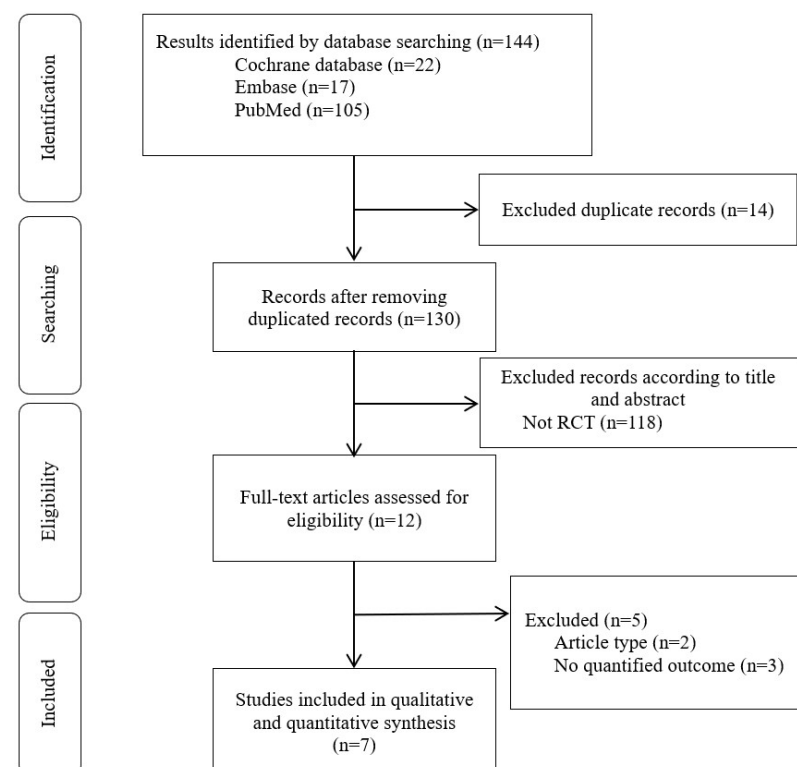 Identification
Results identified by database searching (n=144)
Cochrane database (n=22)
Embase (n=17)
PubMed (n=105)
Excluded duplicate records (n=14)
Searching
Records after removing
duplicated records (n=130)
Excluded records according to title
and abstract
Not RCT (n=118)
Eligibility
Full-text articles assessed for
eligibility (n=12)
Excluded (n=5)
Article type (n=2)
No quantified outcome (n=3)
Included
Studies included in qualitative
and quantitative synthesis
(n=7)